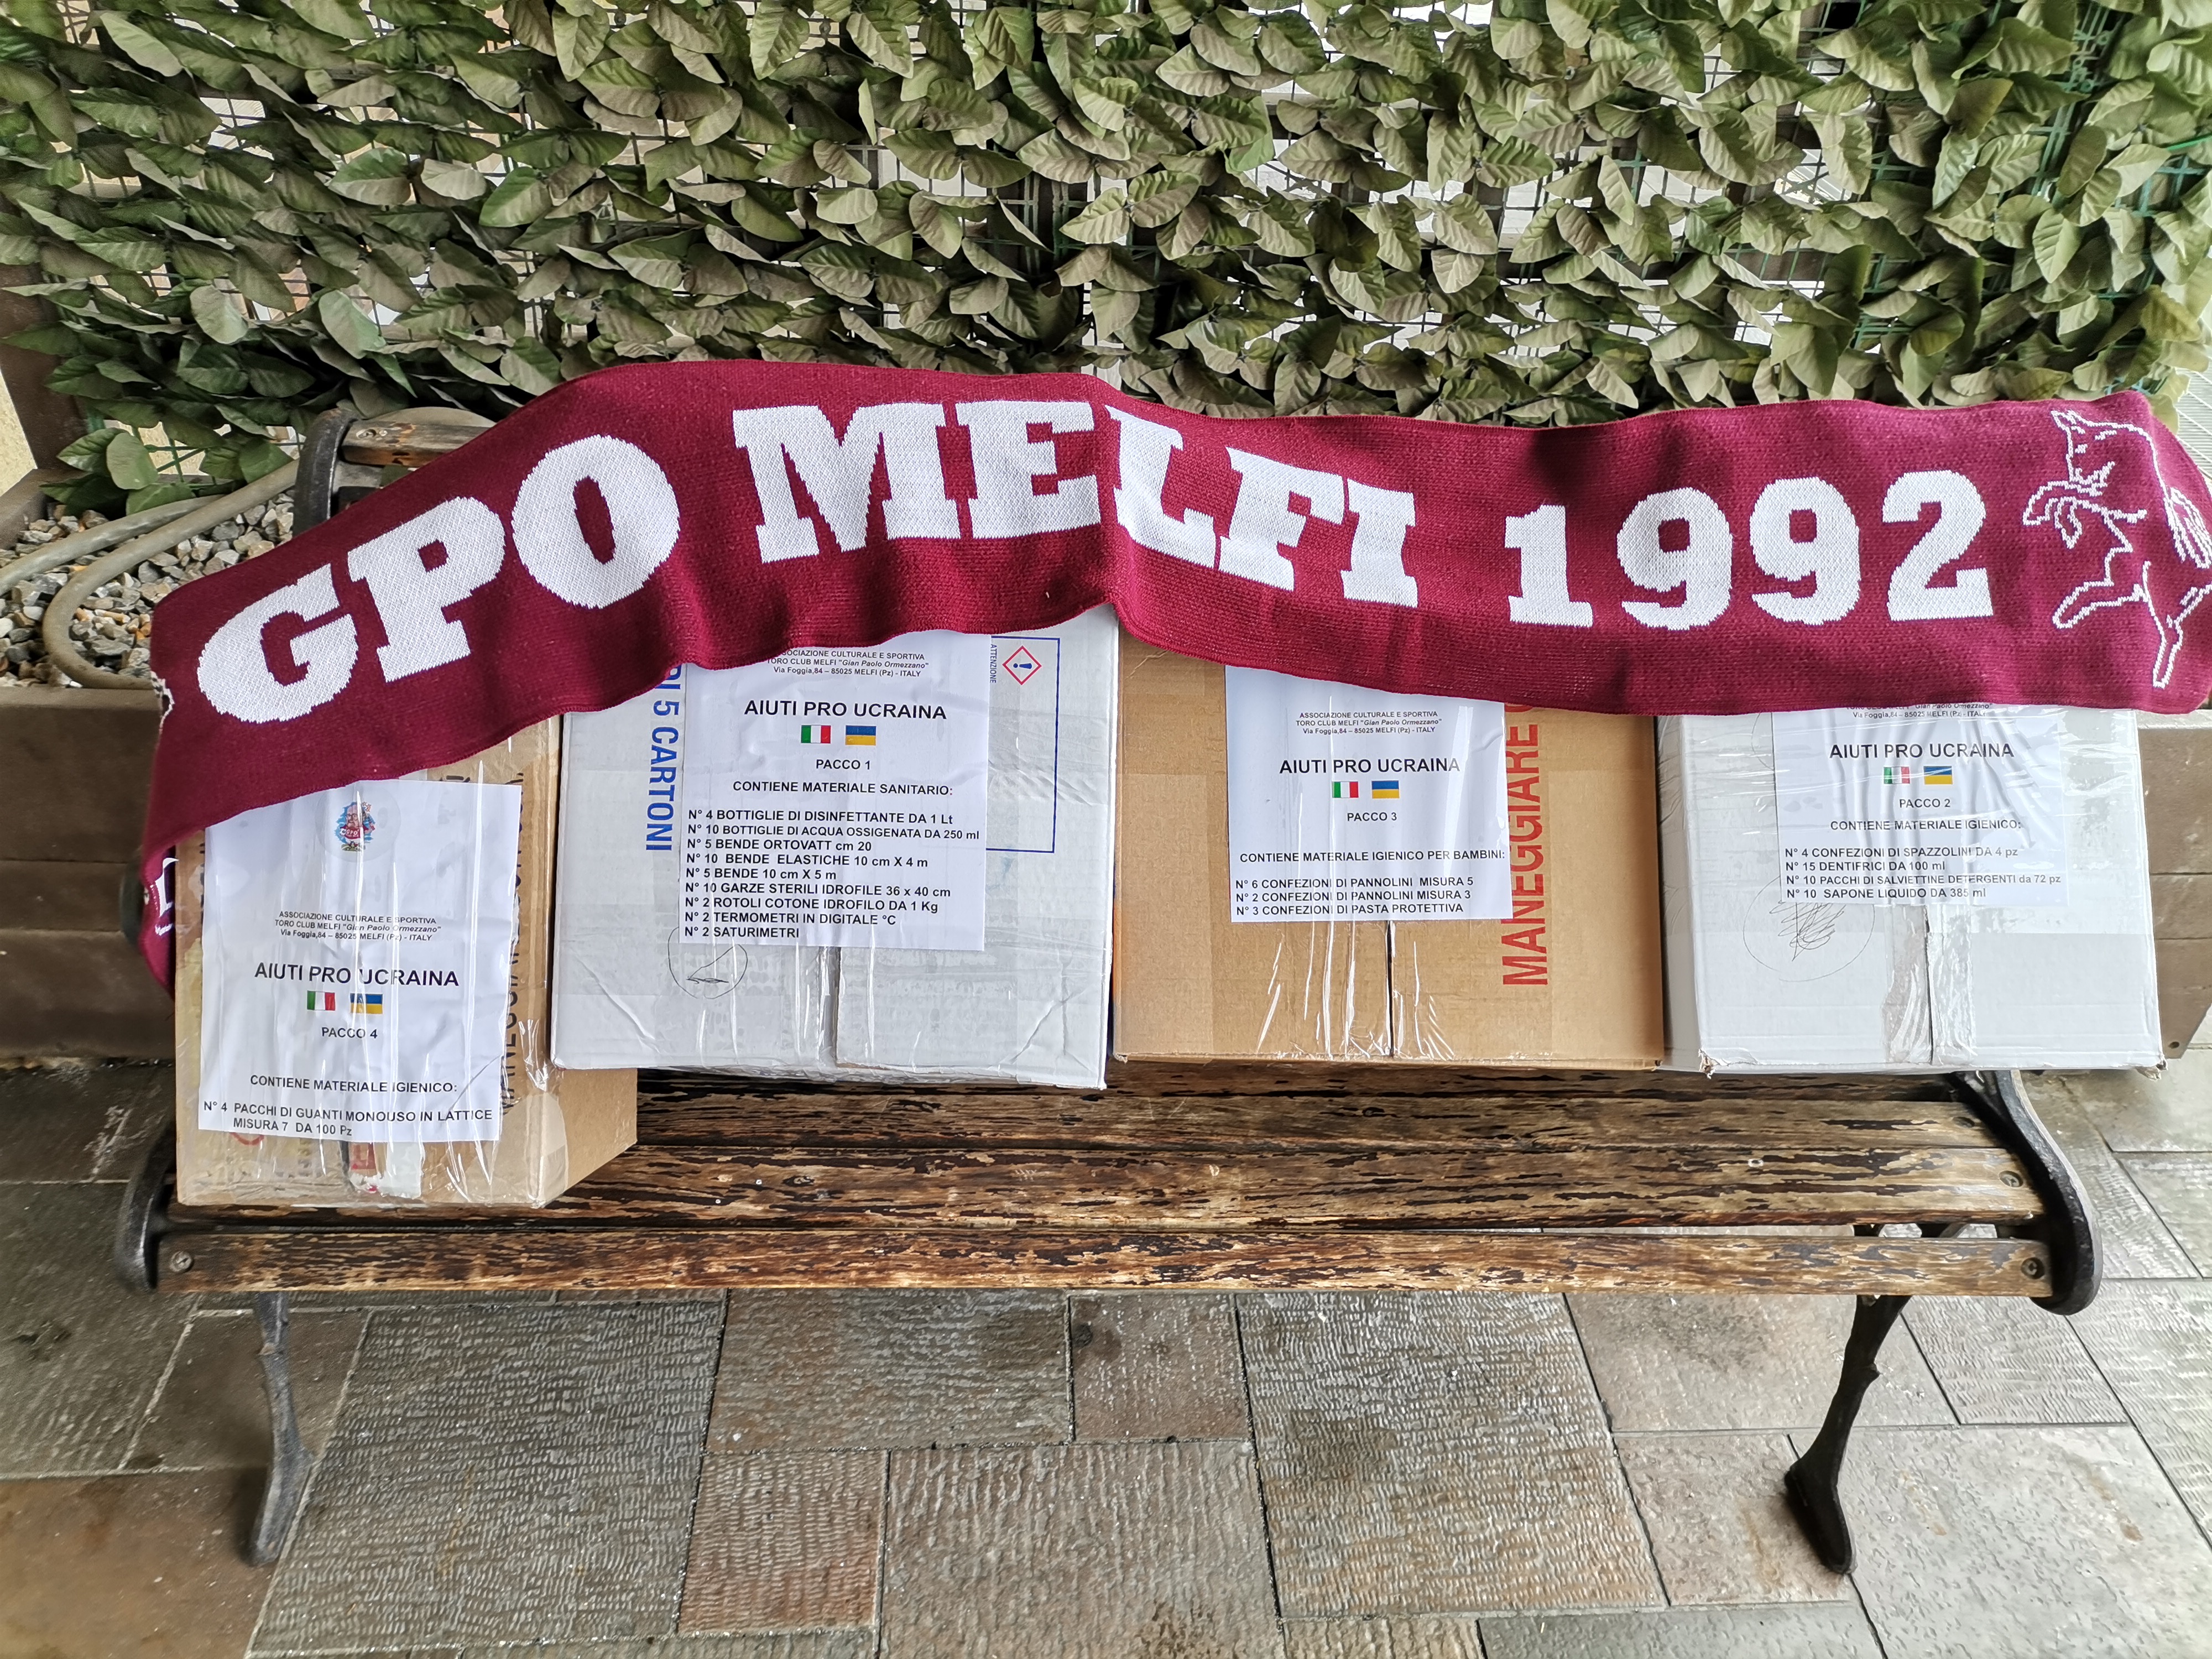 GPO MELFI 1992
ASSOCIAZIONE CULTURALE E SPORTIVA
TORO CLUB MELFI "Gian Paolo Ormezzano"
Via Foggia,84 – 85025 MELFI (Pz) - ITALY
AIUTI PRO UCRAINA
PACCO 4
CONTIENE MATERIALE IGIENICO:
N° 4 PACCHI DI GUANTI MONOUSO IN LATTICE
MISURA 7 DA 100 Pz
5 CARTONI
ATTENZIONE
ASSOCIAZIONE CULTURALE E SPORTIVA
TORO CLUB MELFI "Gian Paolo Ormezzano"
Via Foggia,84 – 85025 MELFI (Pz) - ITALY
AIUTI PRO UCRAINA
PACCO 1
CONTIENE MATERIALE SANITARIO:
N° 4 BOTTIGLIE DI DISINFETTANTE DA 1 Lt
N° 10 BOTTIGLIE DI ACQUA OSSIGENATA DA 250 ml
N° 5 BENDE ORTOVATT cm 20
N° 10 BENDE ELASTICHE 10 cm X 4 m
N° 5 BENDE 10 cm X 5 m
N° 10 GARZE STERILI IDROFILE 36 x 40 cm
N° 2 ROTOLI COTONE IDROFILO DA 1 Kg
N° 2 TERMOMETRI IN DIGITALE °C
N° 2 SATURIMETRI
ASSOCIAZIONE CULTURALE E SPORTIVA
TORO CLUB MELFI "Gian Paolo Ormezzano"
Via Foggia,84 – 85025 MELFI (Pz) - ITALY
AIUTI PRO UCRAINA
PACCO 3
CONTIENE MATERIALE IGIENICO PER BAMBINI:
N° 6 CONFEZIONI DI PANNOLINI MISURA 5
N° 2 CONFEZIONI DI PANNOLINI MISURA 3
N° 3 CONFEZIONI DI PASTA PROTETTIVA
MANEGGIARE
Via Foggia,84 – 85025 MELFI (Pz) - ITALY
AIUTI PRO UCRAINA
PACCO 2
CONTIENE MATERIALE IGIENICO:
N° 4 CONFEZIONI DI SPAZZOLINI DA 4 pz
N° 15 DENTIFRICI DA 100 ml
N° 10 PACCHI DI SALVIETTINE DETERGENTI da 72 pz
N° 10 SAPONE LIQUIDO DA 385 ml